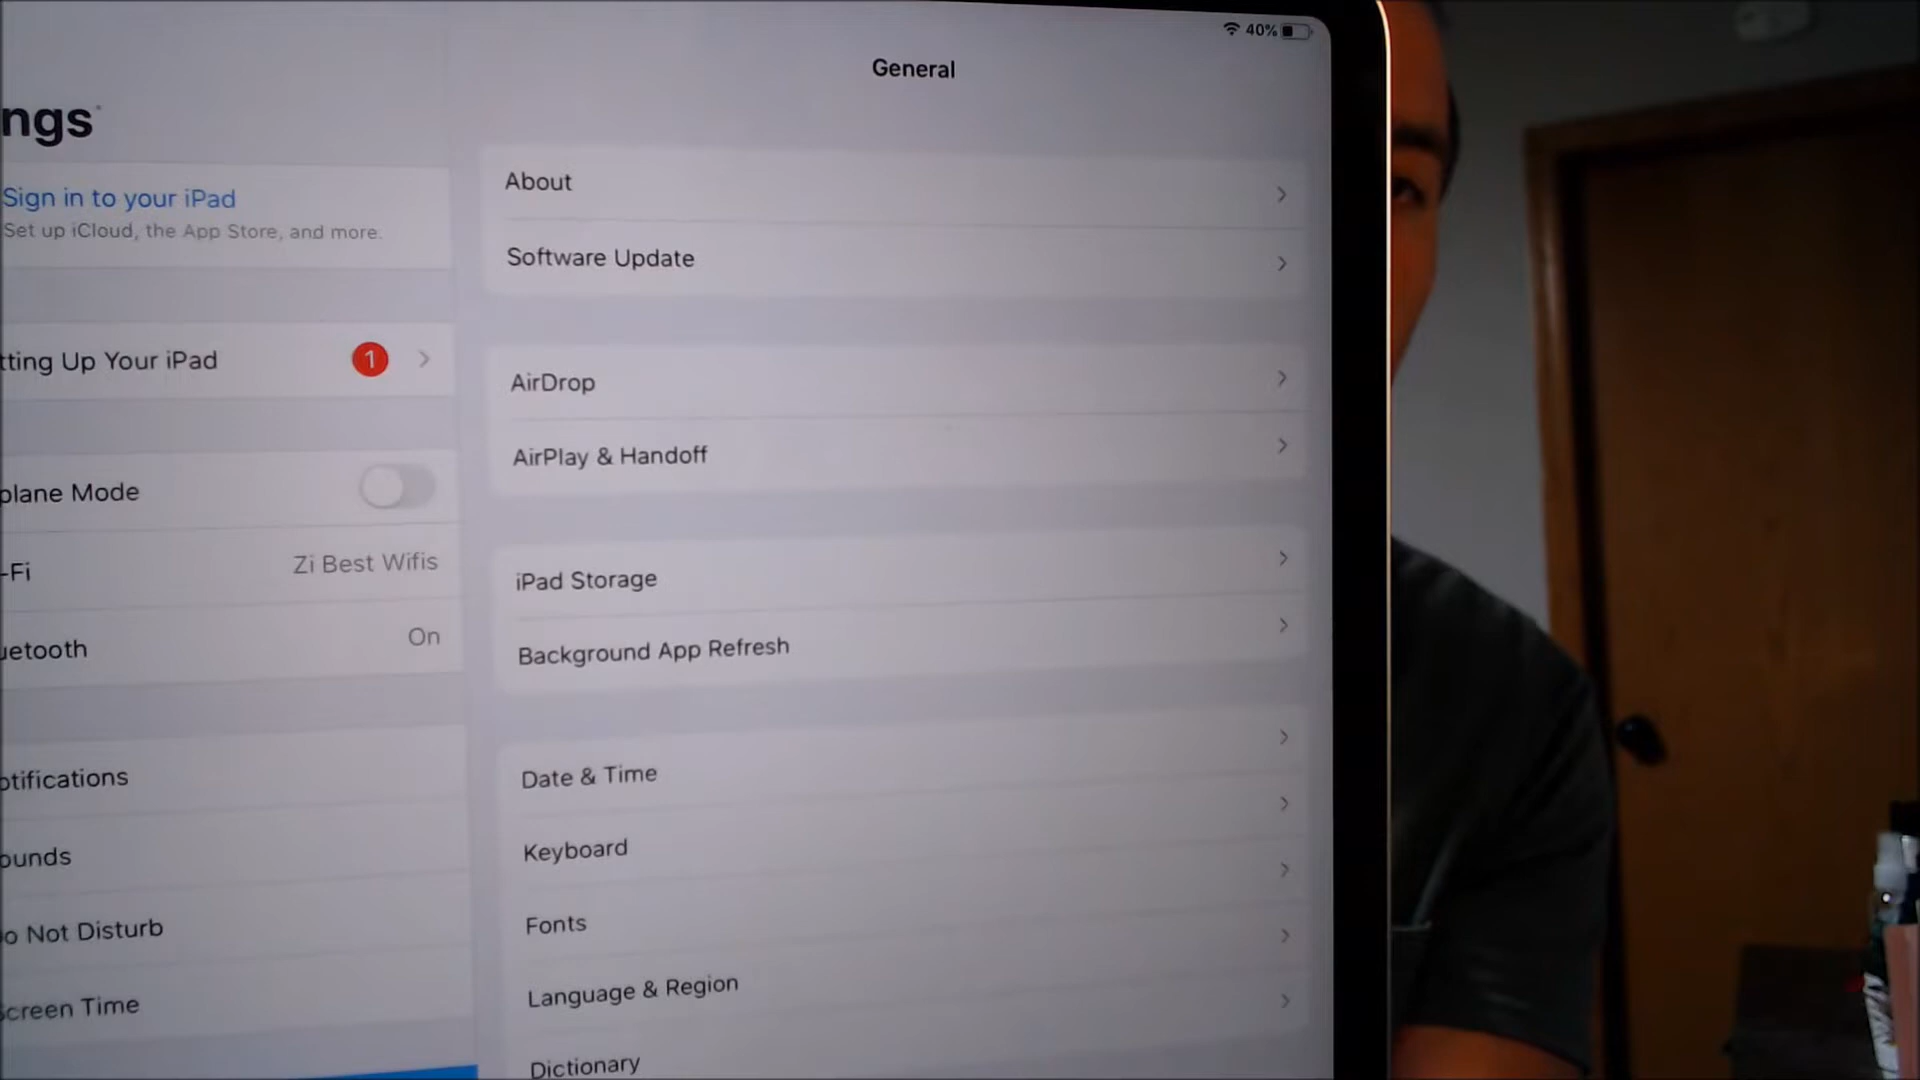 40%
General
ngs
Sign in to your iPad
Set up iCloud, the App Store, and more.
tting Up Your iPad
1
plane Mode
-Fi
Zi Best Wifis
uetooth
On
otifications
ounds
o Not Disturb
Screen Time
About
Software Update
AirDrop
AirPlay & Handoff
iPad Storage
Background App Refresh
Date & Time
Keyboard
Fonts
Language & Region
Dictionary